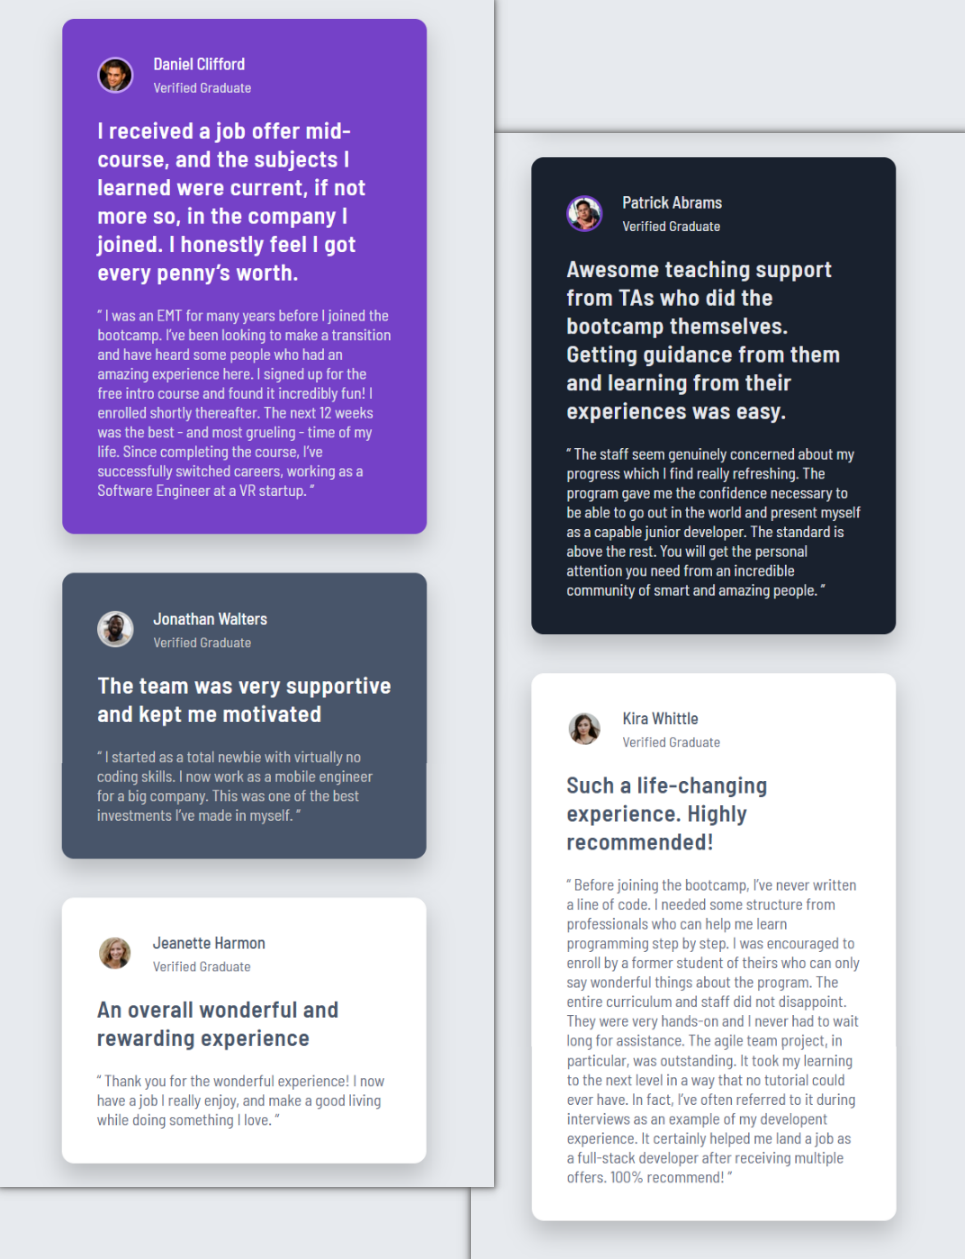 Daniel Clifford
Verified Graduate
I received a job offer mid-
course, and the subjects I
learned were current, if not
more so, in the company I
joined. I honestly feel I got
every penny’s worth.
“ I was an EMT for many years before I joined the
bootcamp. I’ve been looking to make a transition
and have heard some people who had an
amazing experience here. I signed up for the
free intro course and found it incredibly fun! I
enrolled shortly thereafter. The next 12 weeks
was the best - and most grueling - time of my
life. Since completing the course, I’ve
successfully switched careers, working as a
Software Engineer at a VR startup. ”
Jonathan Walters
Verified Graduate
The team was very supportive
and kept me motivated
“ I started as a total newbie with virtually no
coding skills. I now work as a mobile engineer
for a big company. This was one of the best
investments I’ve made in myself. ”
Jeanette Harmon
Verified Graduate
An overall wonderful and
rewarding experience
“ Thank you for the wonderful experience! I now
have a job I really enjoy, and make a good living
while doing something I love. ”
Patrick Abrams
Verified Graduate
Awesome teaching support
from TAs who did the
bootcamp themselves.
Getting guidance from them
and learning from their
experiences was easy.
“ The staff seem genuinely concerned about my
progress which I find really refreshing. The
program gave me the confidence necessary to
be able to go out in the world and present myself
as a capable junior developer. The standard is
above the rest. You will get the personal
attention you need from an incredible
community of smart and amazing people. ”
Kira Whittle
Verified Graduate
Such a life-changing
experience. Highly
recommended!
“ Before joining the bootcamp, I’ve never written
a line of code. I needed some structure from
professionals who can help me learn
programming step by step. I was encouraged to
enroll by a former student of theirs who can only
say wonderful things about the program. The
entire curriculum and staff did not disappoint.
They were very hands-on and I never had to wait
long for assistance. The agile team project, in
particular, was outstanding. It took my learning
to the next level in a way that no tutorial could
ever have. In fact, I’ve often referred to it during
interviews as an example of my developent
experience. It certainly helped me land a job as
a full-stack developer after receiving multiple
offers. 100% recommend! ”